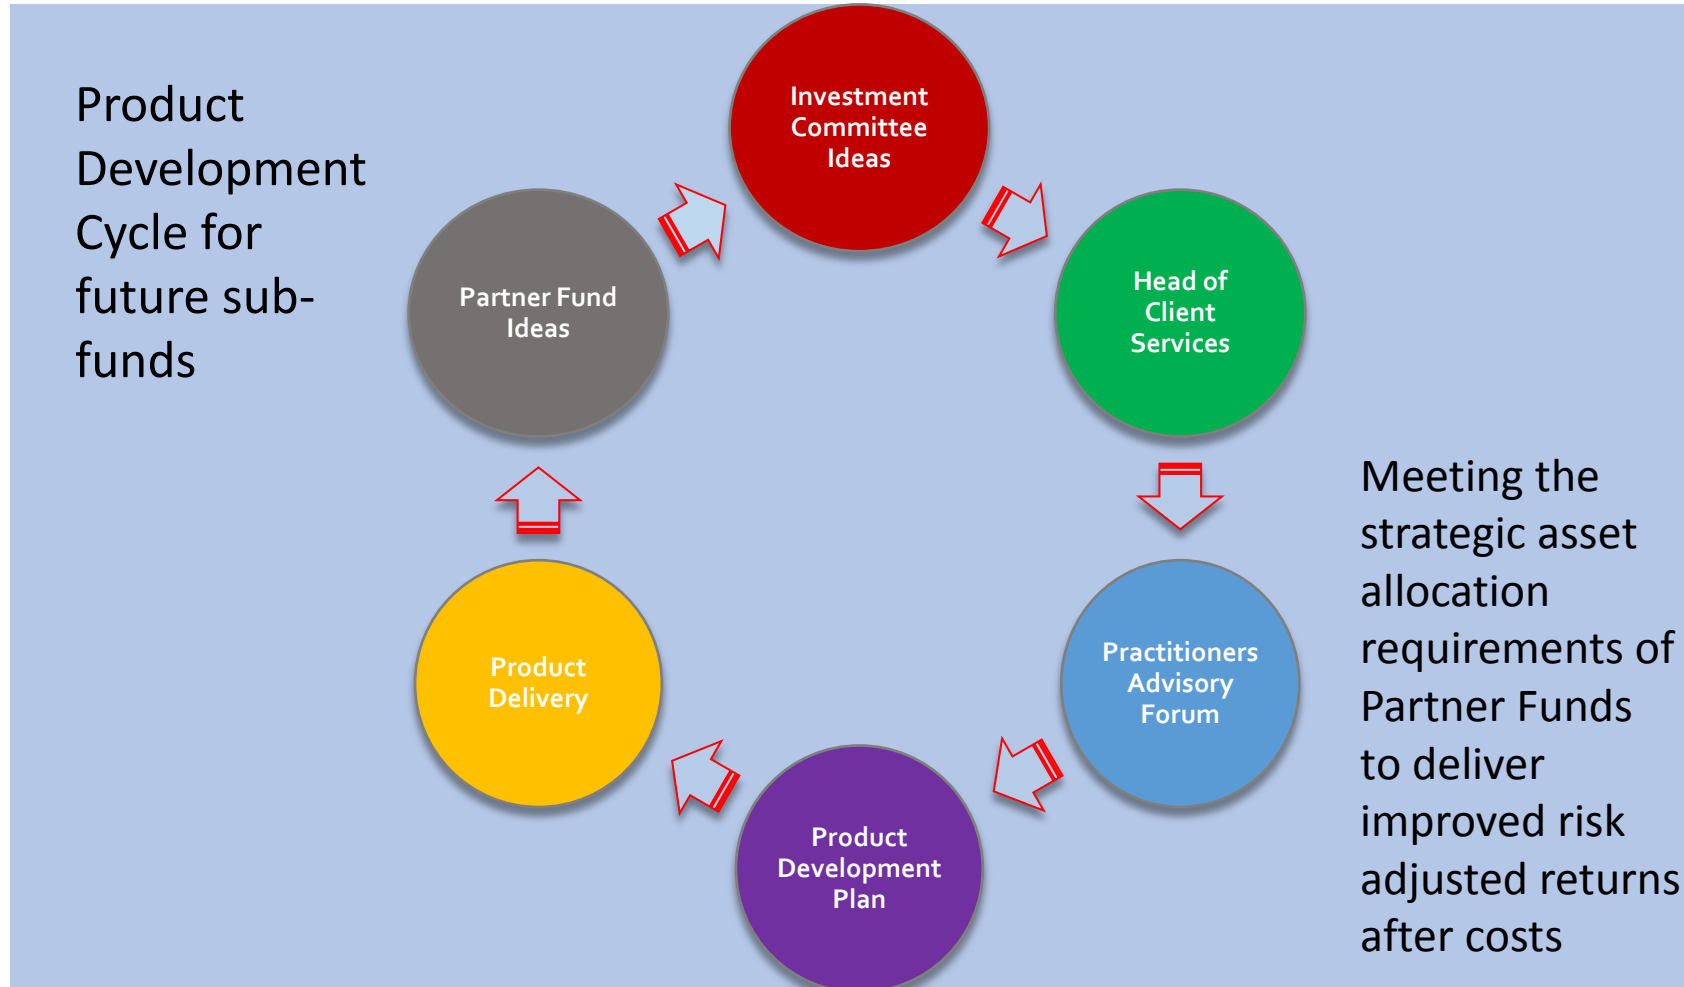 Product
Development
Cycle for
future sub-
funds
Investment
Committee
Ideas
Head of
Client
Services
Practitioners
Advisory
Forum
Product
Development
Plan
Product
Delivery
Partner Fund
Ideas
Meeting the
strategic asset
allocation
requirements of
Partner Funds
to deliver
improved risk
adjusted returns
after costs